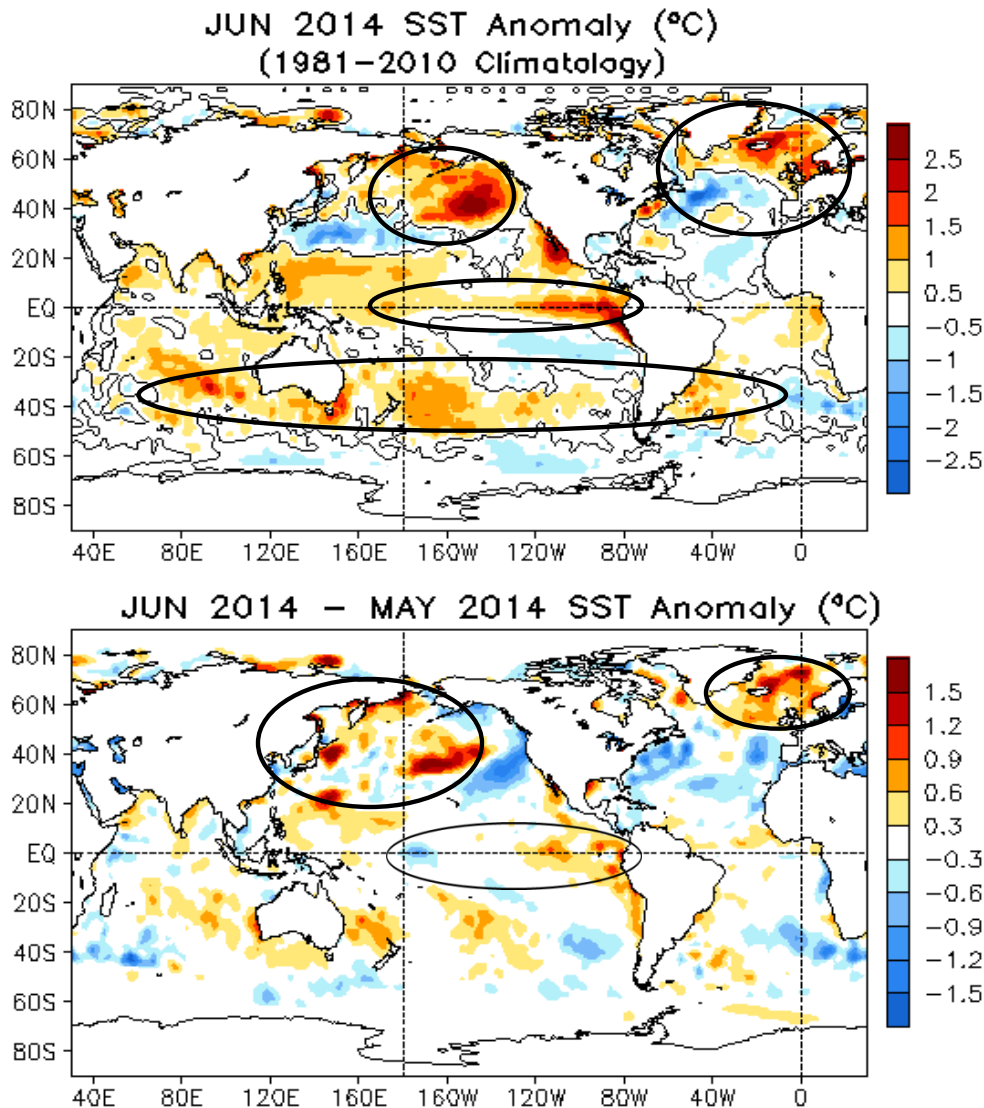 JUN 2014 SST Anomaly (°C)
(1981-2010 Climatology)
80N
60N
40N
20N
EQ
20S
40S
60S
80S
40E 80E 120E 160E 160W 120W 80W 40W 0
2.5
2
1.5
1
0.5
-0.5
-1
-1.5
-2
-2.5
JUN 2014 - MAY 2014 SST Anomaly (°C)
80N
60N
40N
20N
EQ
20S
40S
60S
80S
40E 80E 120E 160E 160W 120W 80W 40W 0
1.5
1.2
0.9
0.6
0.3
-0.3
-0.6
-0.9
-1.2
-1.5